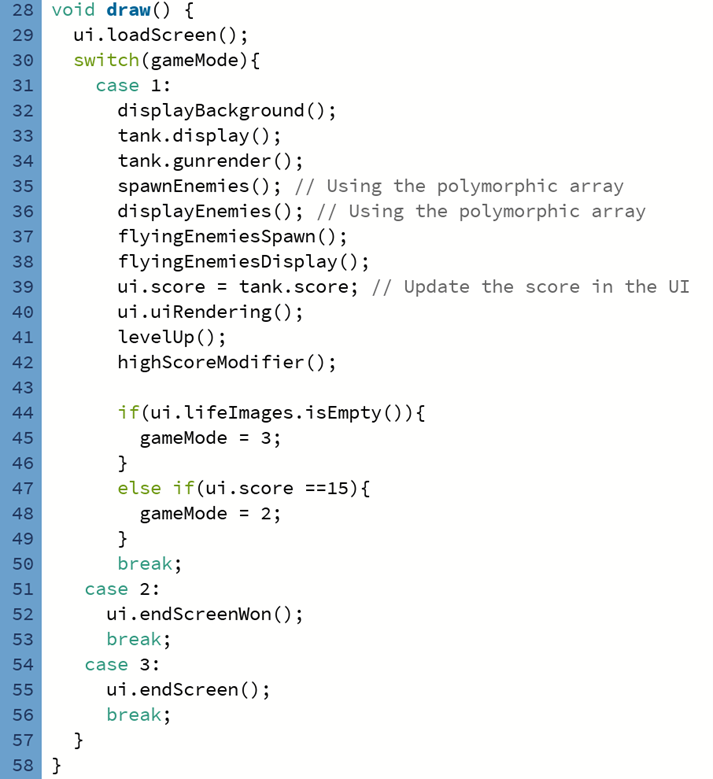 28 void draw() {
29   ui.loadScreen();
30   switch(gameMode){
31     case 1:
32       displayBackground();
33       tank.display();
34       tank.gunrender();
35       spawnEnemies(); // Using the polymorphic array
36       displayEnemies(); // Using the polymorphic array
37       flyingEnemiesSpawn();
38       flyingEnemiesDisplay();
39       ui.score = tank.score; // Update the score in the UI
40       ui.uiRendering();
41       levelUp();
42       highScoreModifier();
43
44       if(ui.lifeImages.isEmpty()){
45         gameMode = 3;
46       }
47       else if(ui.score ==15){
48         gameMode = 2;
49       }
50       break;
51    case 2:
52      ui.endScreenWon();
53      break;
54    case 3:
55      ui.endScreen();
56      break;
57   }
58 }